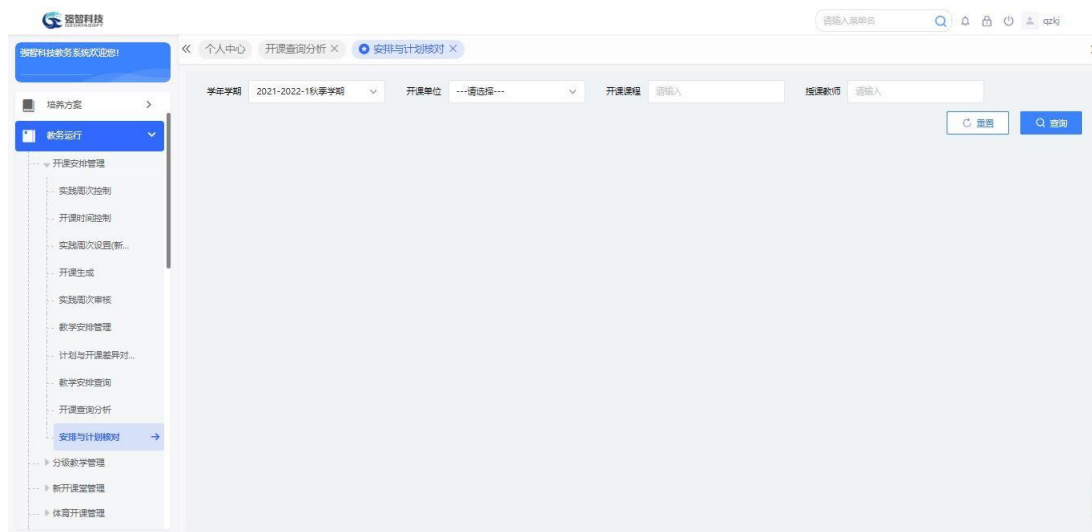 强智科技
QZDATASOFT
请输入菜单名
qzkj
强智科技教务系统欢迎您!
个人中心 开课查询分析 × 安排与计划核对 ×
学年学期 2021-2022-1秋季学期 开课单位 ---请选择--- 开课课程 请输入 授课教师 请输入
重置 查询
培养方案
教务运行
开课安排管理
实践周次控制
开课时间控制
实践周次设置(新...
开课生成
实践周次审核
教学安排管理
计划与开课差异对...
教学安排查询
开课查询分析
安排与计划核对
分级教学管理
新开课堂管理
体育开课管理